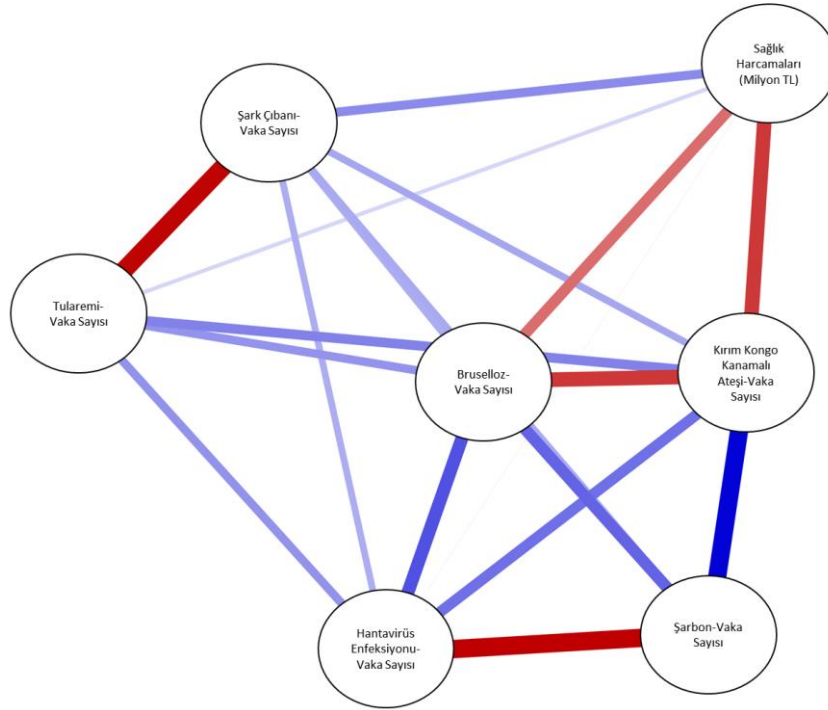 Sağlık
Harcamaları
(Milyon TL)
Şark Çıbanı-
Vaka Sayısı
Tularemi-
Vaka Sayısı
Bruselloz-
Vaka Sayısı
Kırım Kongo
Kanamalı
Ateşi-Vaka
Sayısı
Hantavirüs
Enfeksiyonu-
Vaka Sayısı
Şarbon-Vaka
Sayısı